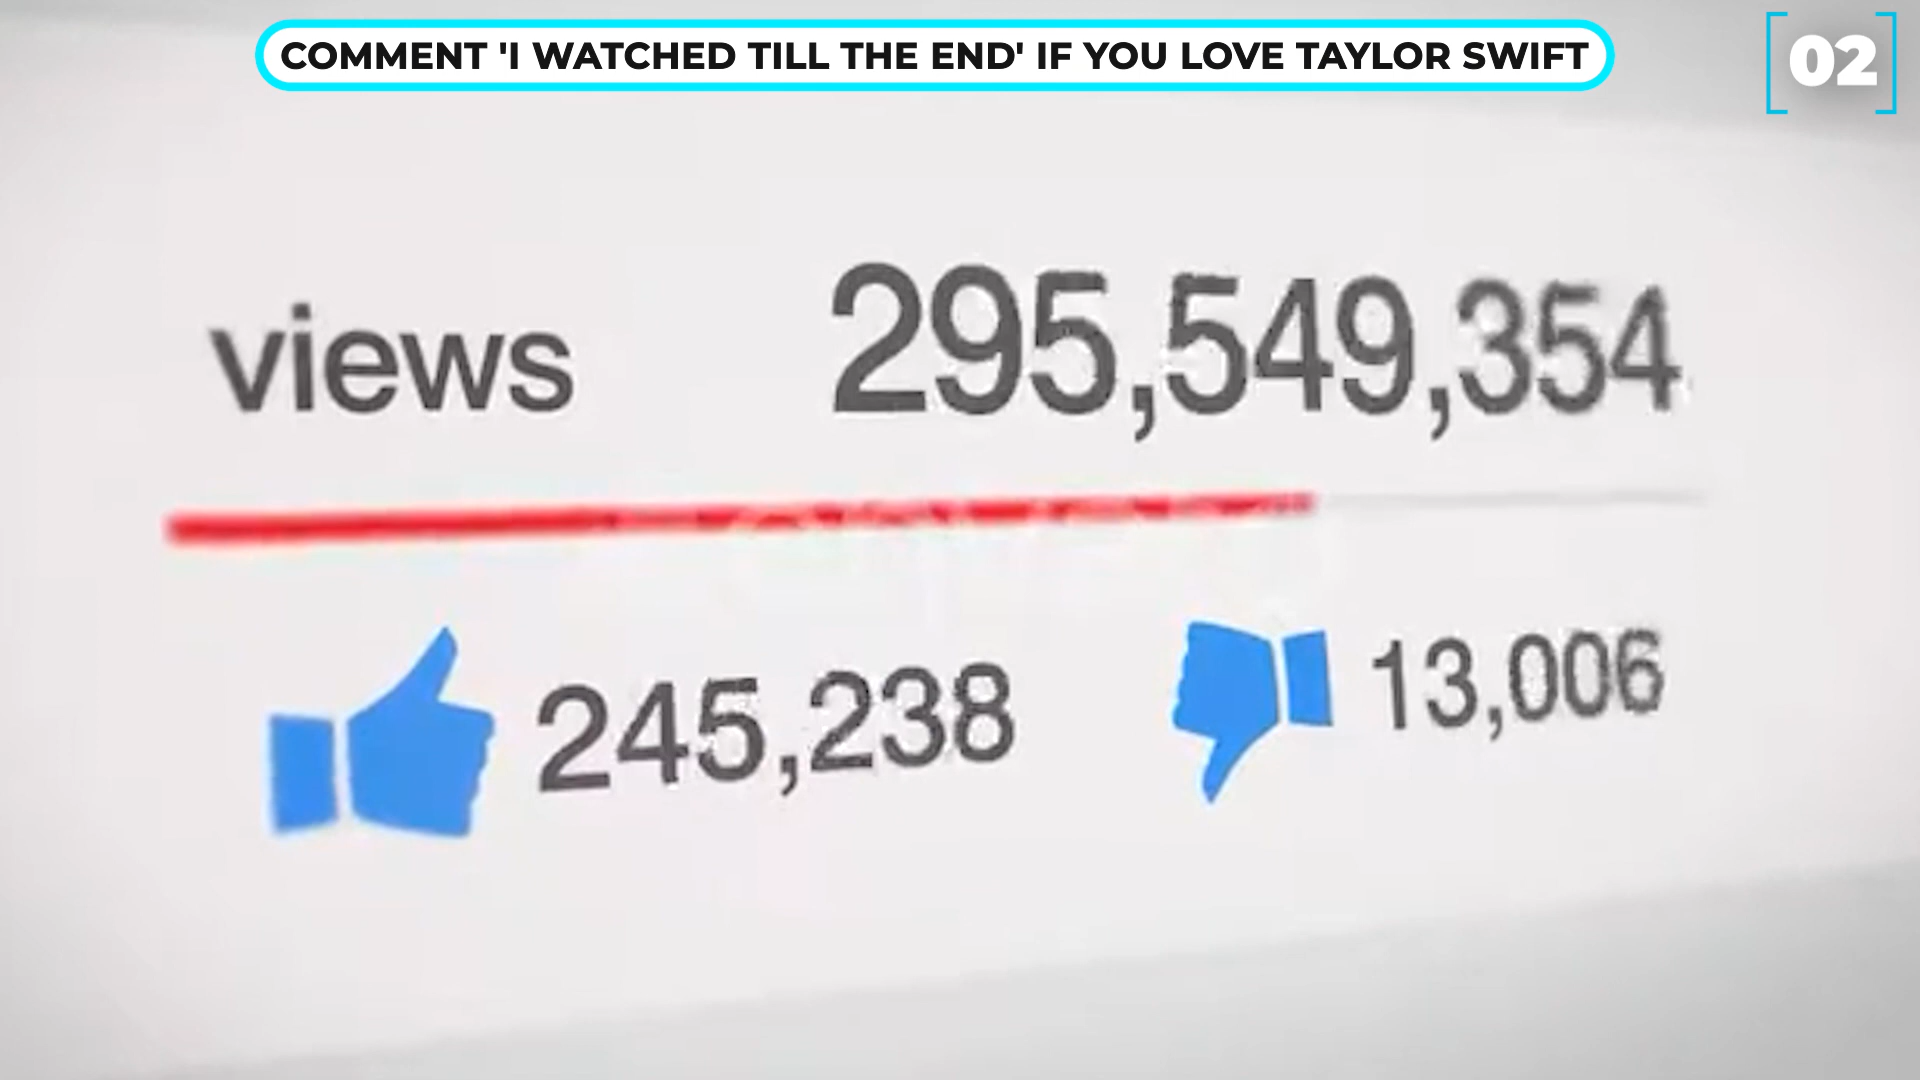 COMMENT 'I WATCHED TILL THE END' IF YOU LOVE TAYLOR SWIFT
02
views 295,549,354
245,238 13,006